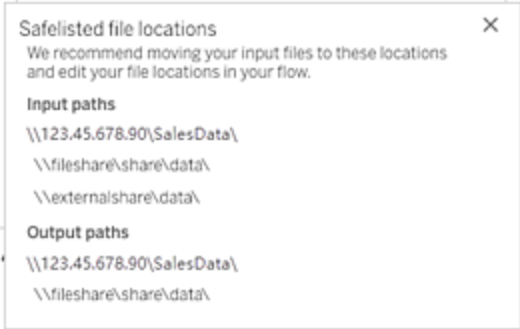 Safelisted file locations
We recommend moving your input files to these locations
and edit your file locations in your flow.
Input paths
\\123.45.678.90\SalesData\
\\fileshare\share\data\
\\externalshare\data\
Output paths
\\123.45.678.90\SalesData\
\\fileshare\share\data\